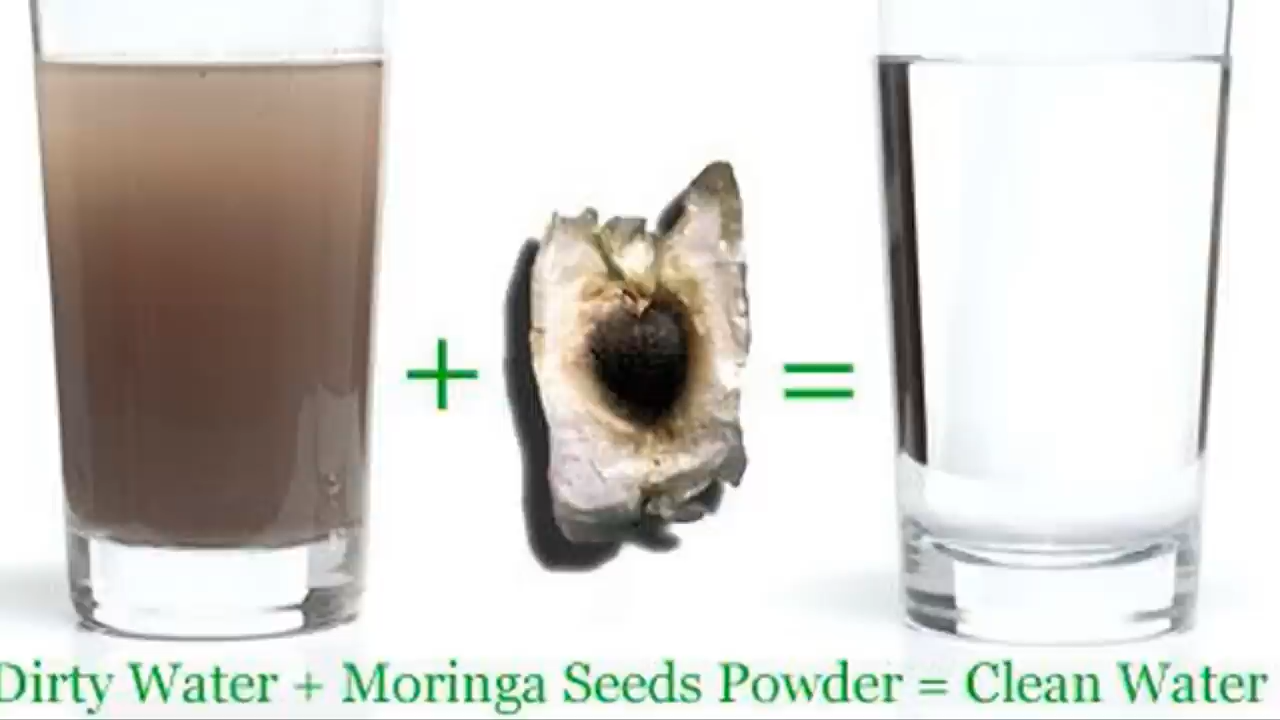 + =
Dirty Water + Moringa Seeds Powder = Clean Water